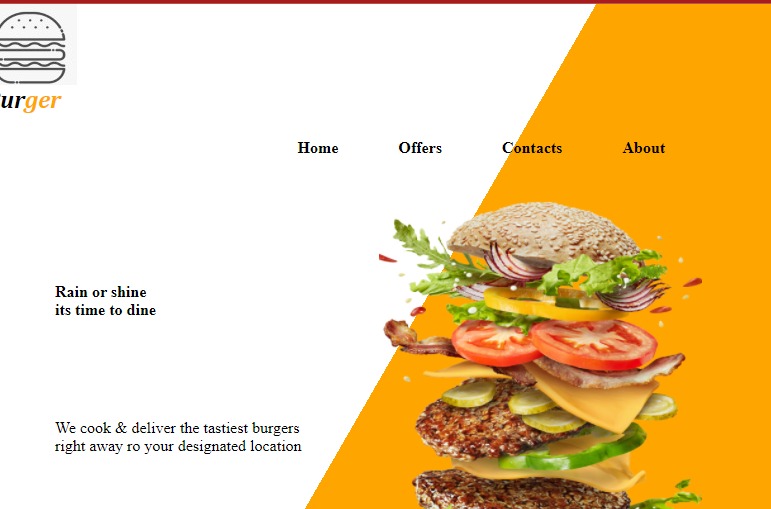 urger
Home Offers Contacts About
Rain or shine
its time to dine
We cook & deliver the tastiest burgers
right away ro your designated location